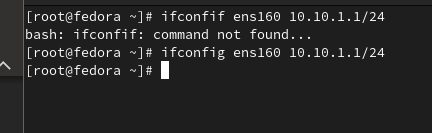 [root@fedora ~]# ifconfif ens160 10.10.1.1/24
bash: ifconfif: command not found...
[root@fedora ~]# ifconfig ens160 10.10.1.1/24
[root@fedora ~]#